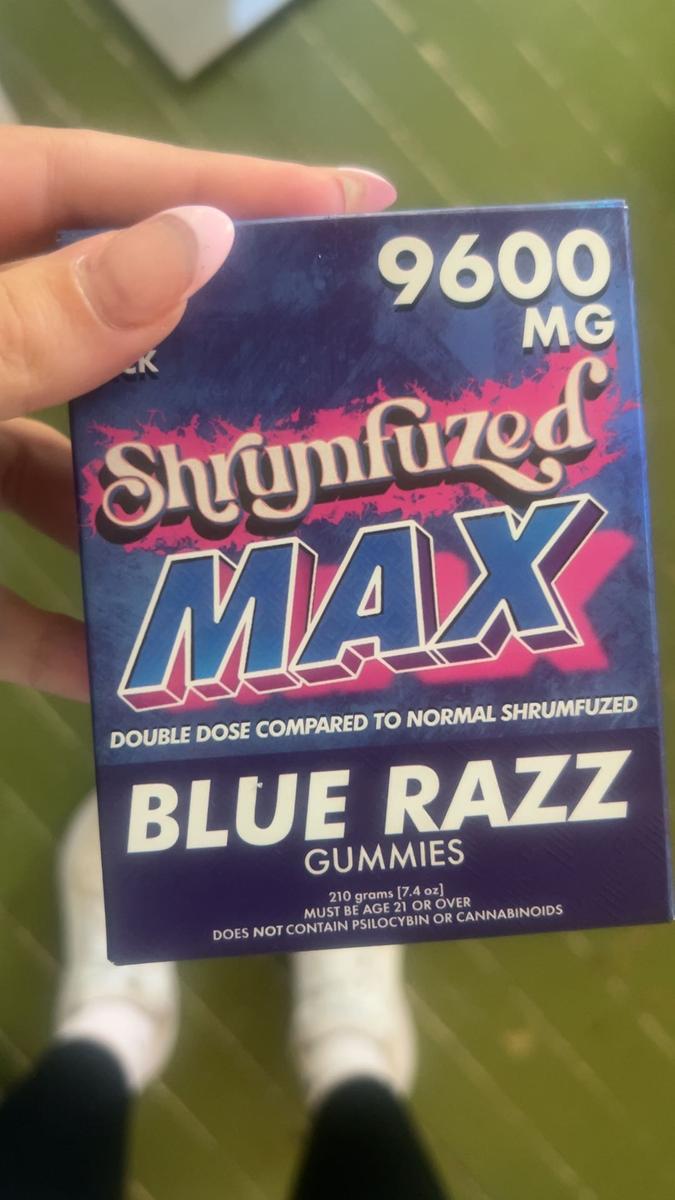 9600
MG
Shrumfuzed
MAX
DOUBLE DOSE COMPARED TO NORMAL SHRUMFUZED
BLUE RAZZ
GUMMIES
210 grams [7.4 oz]
MUST BE AGE 21 OR OVER
DOES NOT CONTAIN PSILOCYBIN OR CANNABINOIDS